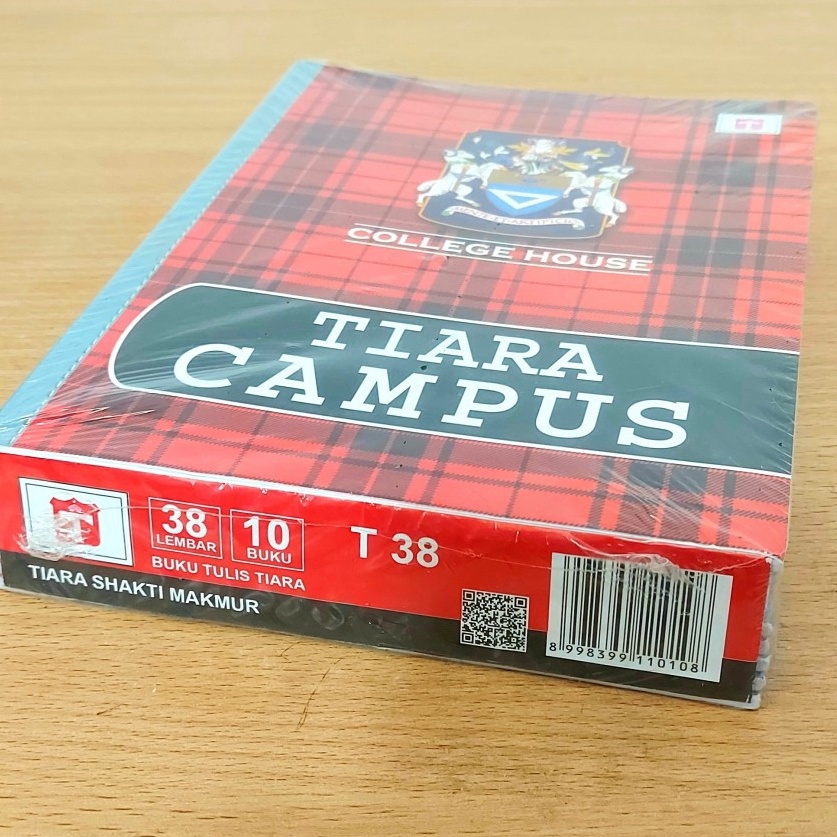 COLLEGE HOUSE
TIARA
CAMPUS
38
LEMBAR
10
BUKU
T 38
BUKU TULIS TIARA
TIARA SHAKTI MAKMUR
8 998399 110108